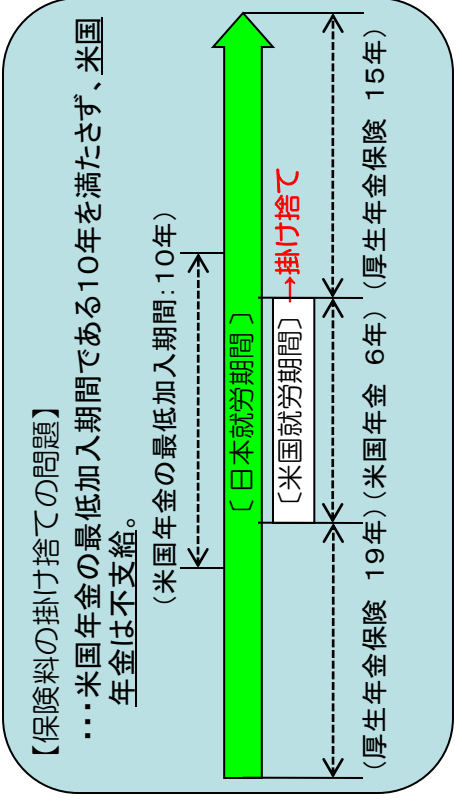 【保険料の掛け捨ての問題】
・・・米国年金の最低加入期間である10年を満たさず、米国
年金は不支給。
（米国年金の最低加入期間：10年）
〔 日本就労期間 〕
〔米国就労期間〕
→掛け捨て
（厚生年金保険 19年）（米国年金 6年）（厚生年金保険 15年）